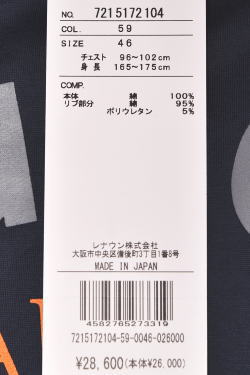 NO. 7215172104
COL. 59
SIZE 46
チェスト 96～102cm
身長 165～175cm
COMP.
本体 綿 100%
リブ部分 綿 95%
ポリウレタン 5%
レナウン株式会社
大阪市中央区備後町3丁目1番6号
MADE IN JAPAN
4582765273319
7215172104-59-0046-026000
¥28,600(本体¥26,000)